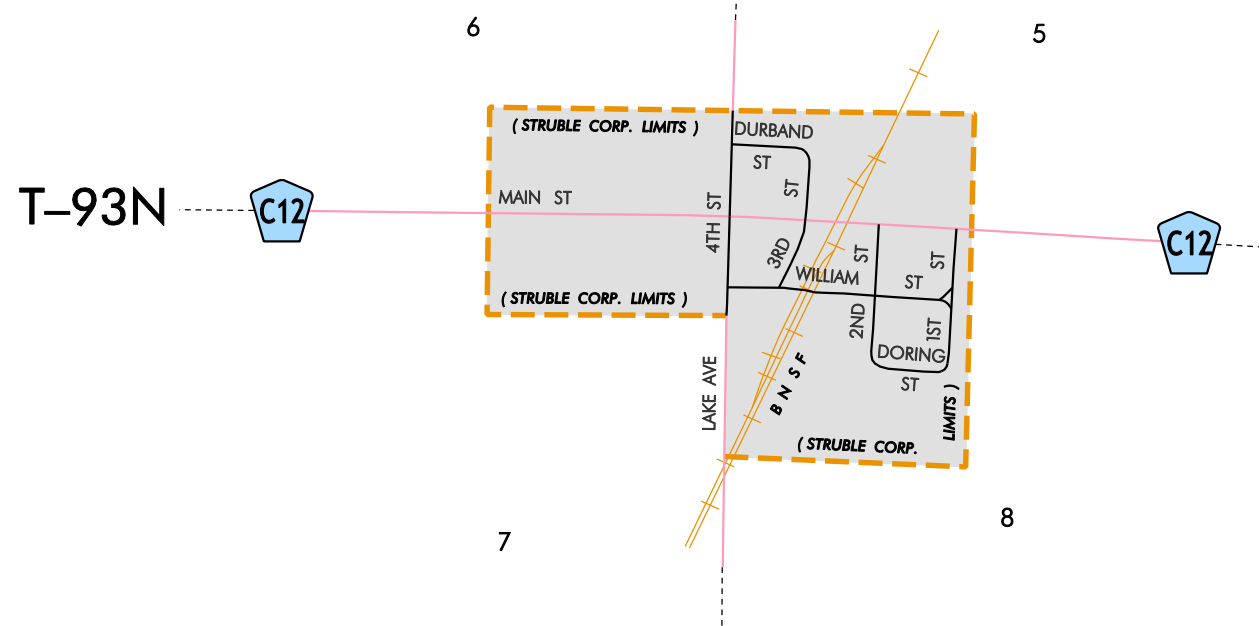 6
5
( STRUBLE CORP. LIMITS )
DURBAND
ST
ST
T–93N
C12
MAIN ST
4TH ST
3RD
WILLIAM
ST
ST
ST
C12
( STRUBLE CORP. LIMITS )
2ND
1ST
DORING
ST
LAKE AVE
BNSF
( STRUBLE CORP.
LIMITS )
7
8